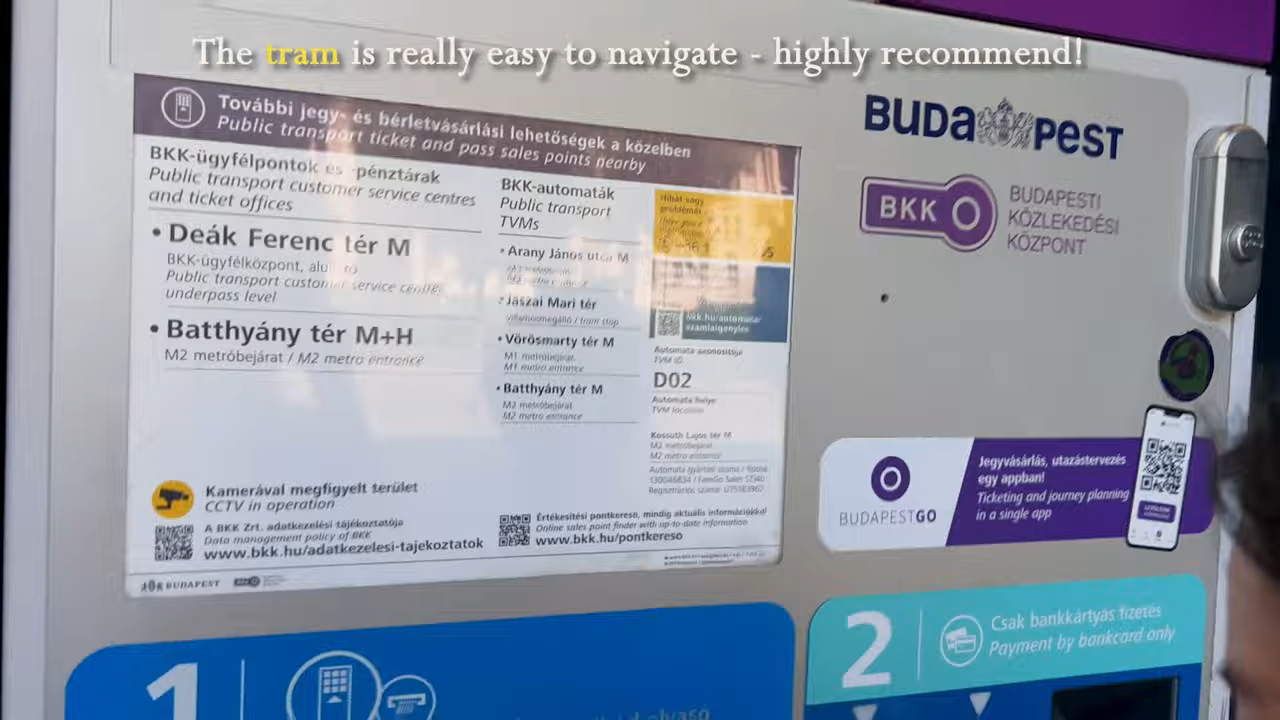 The tram is really easy to navigate - highly recommend!
További jegy- és bérletvásárlási lehetőségek a közelben
Public transport ticket and pass sales points nearby
BKK-ügyfélpontok és -pénztárak
Public transport customer service centres
and ticket offices
• Deák Ferenc tér M
BKK-ügyfélközpont,
Public transport customer service centre,
underpass level
• Batthyány tér M+H
M2 metróbejárat / M2 metro entrance
BKK-automaták
Public transport
TVMs
• Arany János utca M
• Jászai Mari tér
villamosmegálló / tram stop
• Vörösmarty tér M
M1 metróbejárat
M1 metro entrance
• Batthyány tér M
M2 metróbejárat
M2 metro entrance
Hibát vagy
bkk.hu/automata/
szamlaigenyles
Automata azonosítója
TVM ID
D02
Automata helye
TVM location
Kossuth Lajos tér M
M2 metróbejárat
M2 metro entrance
Kamerával megfigyelt terület
CCTV in operation
A BKK Zrt. adatkezelési tájékoztatója
Data management policy of BKK
www.bkk.hu/adatkezelesi-tajekoztatok
Értékesítési pontkereső, mindig aktuális információkkal
Online sales point finder with up-to-date information
www.bkk.hu/pontkereso
BUDAPEST
BUDAPEST
BKK
BUDAPESTI
KÖZLEKEDÉSI
KÖZPONT
BUDAPESTGO
Jegyvásárlás, utazástervezés
egy appban!
Ticketing and journey planning
in a single app
1
2
Csak bankkártyás fizetés
Payment by bankcard only